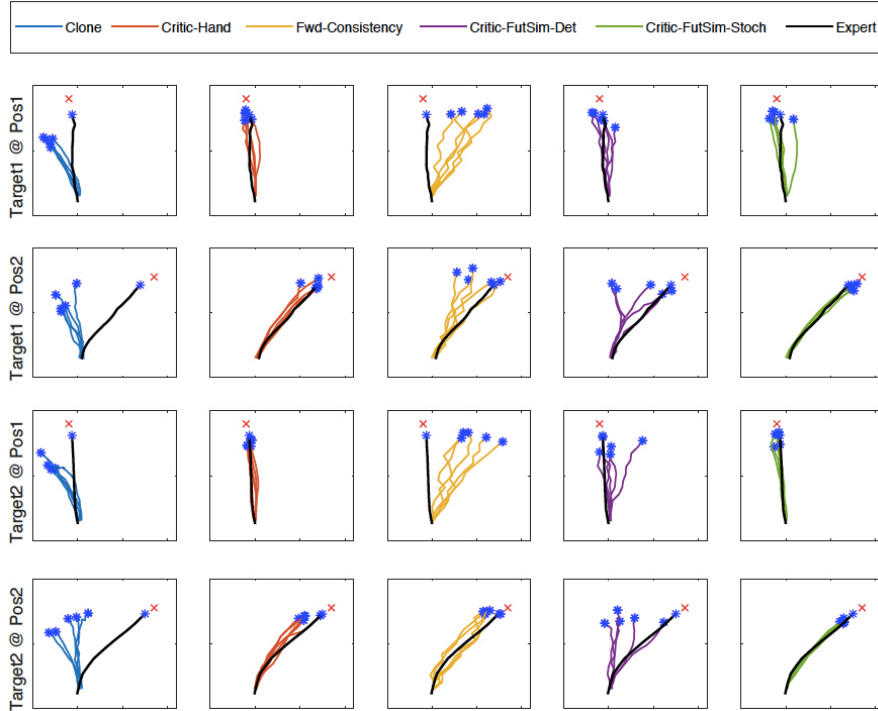 Clone Critic-Hand Fwd-Consistency Critic-FutSim-Det Critic-FutSim-Stoch Expert
Target1 @ Pos1
Target1 @ Pos2
Target2 @ Pos1
Target2 @ Pos2